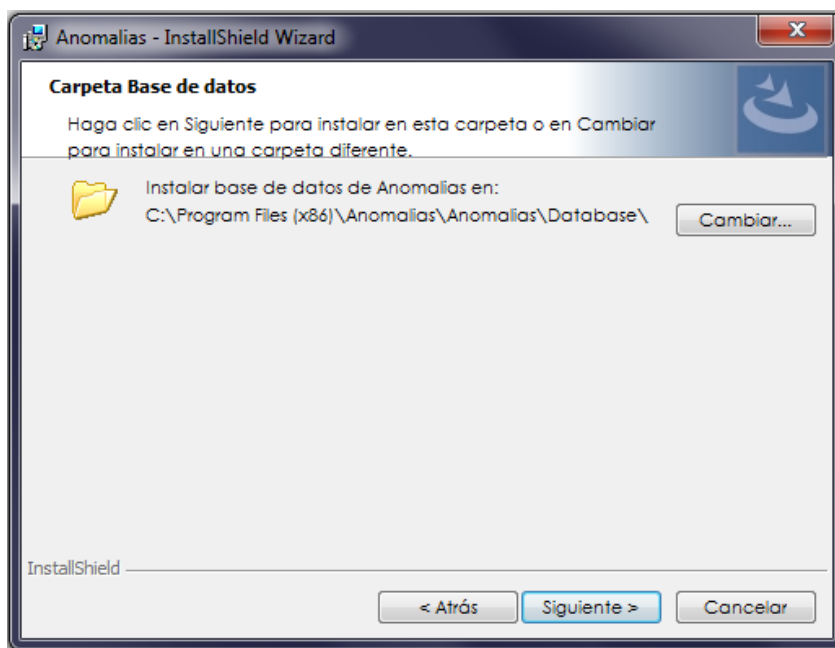 Anomalias - InstallShield Wizard
Carpeta Base de datos
Haga clic en Siguiente para instalar en esta carpeta o en Cambiar
para instalar en una carpeta diferente.
Instalar base de datos de Anomalias en:
C:\Program Files (x86)\Anomalias\Anomalias\Database\
Cambiar...
InstallShield
< Atrás
Siguiente >
Cancelar